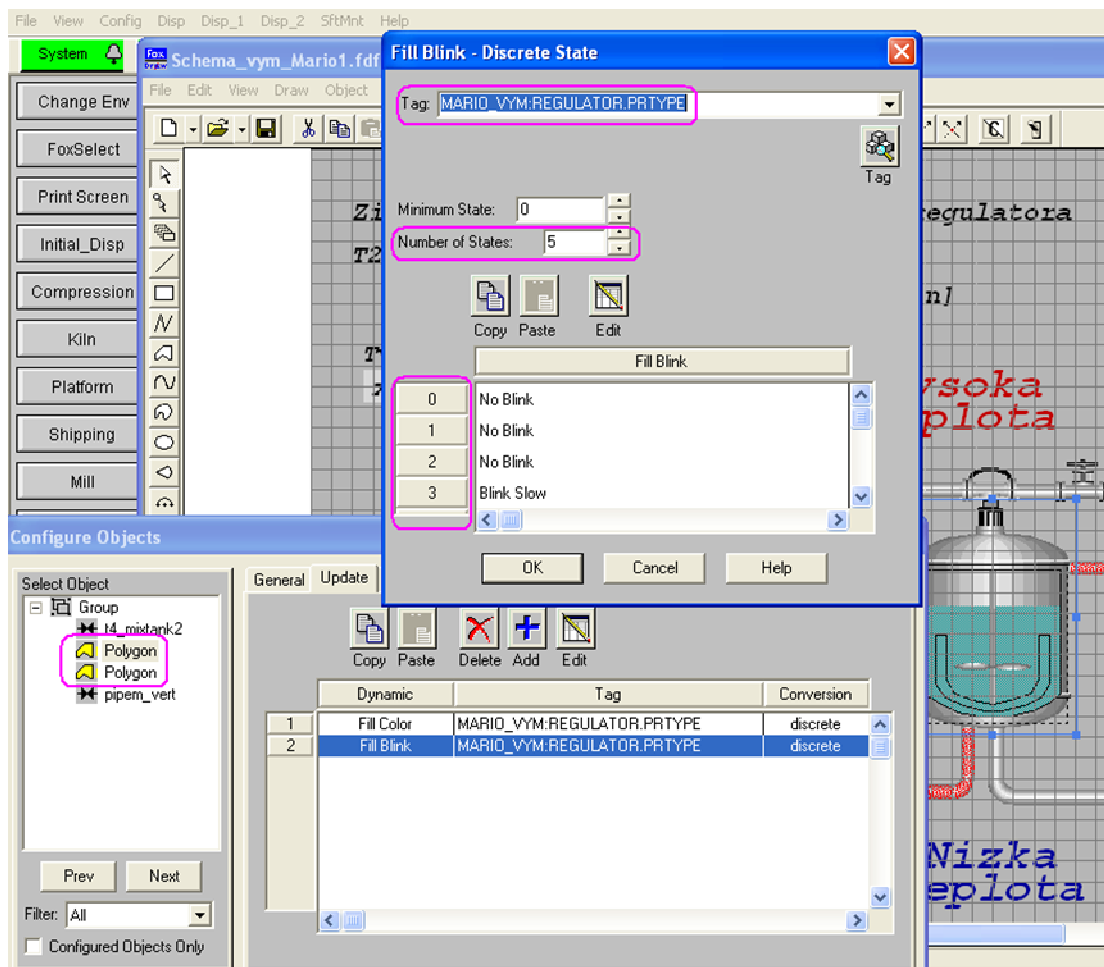 File View Config Disp Disp_1 Disp_2 SftMnt Help
System
Change Env
FoxSelect
Print Screen
Initial_Disp
Compression
Kiln
Platform
Shipping
Mill
Fox
Draw
Schema_vym_Mario1.fdf
File Edit View Draw Object
Fill Blink - Discrete State
Tag: MARIO_VYM:REGULATOR.PRTYPE
Tag
Minimum State: 0
Number of States: 5
Copy Paste Edit
Fill Blink
0 No Blink
1 No Blink
2 No Blink
3 Blink Slow
OK Cancel Help
T2
Configure Objects
Select Object
Group
t4_mixtank2
Polygon
Polygon
pipem_vert
Prev Next
Filter: All
Configured Objects Only
General Update
Copy Paste Delete Add Edit
Dynamic Tag Conversion
1 Fill Color MARIO_VYM:REGULATOR.PRTYPE discrete
2 Fill Blink MARIO_VYM:REGULATOR.PRTYPE discrete
egulatora
n]
ysoka
eplota
Nizka
eplota